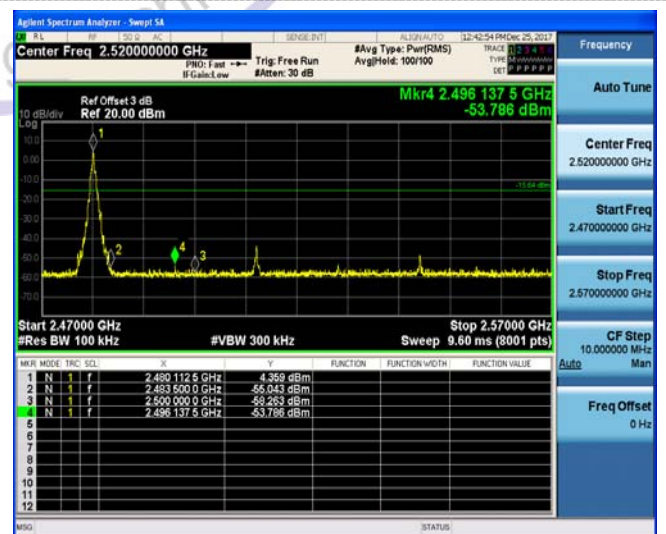 Agilent Spectrum Analyzer - Swept SA
RL RF 50 Ω AC SENSE:INT ALIGN AUTO 12:42:54 PM Dec 25, 2017
Center Freq 2.520000000 GHz
PNO: Fast
IFGain:Low
Trig: Free Run
#Atten: 30 dB
#Avg Type: Pwr(RMS)
Avg|Hold: 100/100
TRACE 1 2 3 4 5 6
TYPE M
DET P P P P P P
Ref Offset 3 dB
10 dB/div Ref 20.00 dBm
Log
Mkr4 2.496 137 5 GHz
-53.786 dBm
10.0
0.00
-10.0
-20.0
-30.0
-40.0
-50.0
-60.0
-70.0
1
2
3
4
-15.64 dBm
Start 2.47000 GHz Stop 2.57000 GHz
#Res BW 100 kHz #VBW 300 kHz Sweep 9.60 ms (8001 pts)
MKR MODE TRC SCL X Y FUNCTION FUNCTION WIDTH FUNCTION VALUE
1 N 1 f 2.480 112 5 GHz 4.359 dBm
2 N 1 f 2.483 500 0 GHz -55.043 dBm
3 N 1 f 2.500 000 0 GHz -58.263 dBm
4 N 1 f 2.496 137 5 GHz -53.786 dBm
5
6
7
8
9
10
11
12
MSG STATUS
Frequency
Auto Tune
Center Freq
2.520000000 GHz
Start Freq
2.470000000 GHz
Stop Freq
2.570000000 GHz
CF Step
10.000000 MHz
Auto Man
Freq Offset
0 Hz